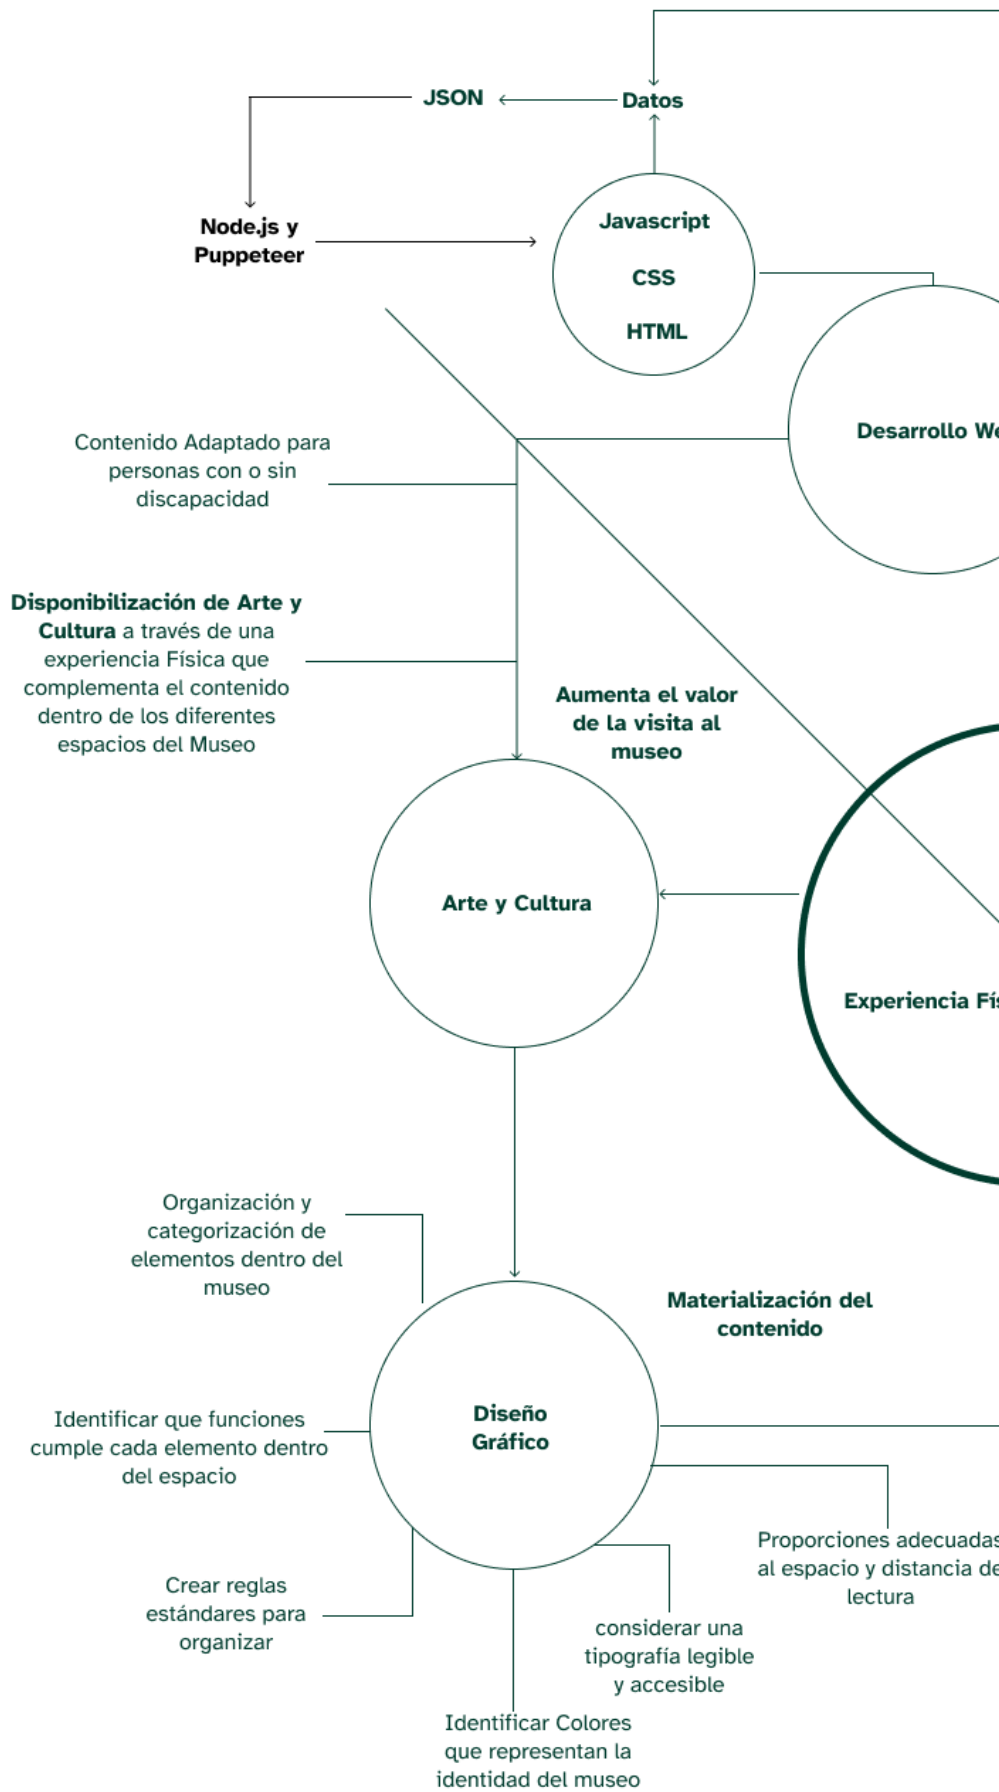 JSON
Datos
Node.js y
Puppeteer
Javascript
CSS
HTML
Desarrollo
Contenido Adaptado para
personas con o sin
discapacidad
Disponibilización de Arte y
Cultura a través de una
experiencia Física que
complementa el contenido
dentro de los diferentes
espacios del Museo
Aumenta el valor
de la visita al
museo
Arte y Cultura
Experiencia
Organización y
categorización de
elementos dentro del
museo
Materialización del
contenido
Diseño
Gráfico
Identificar que funciones
cumple cada elemento dentro
del espacio
Proporciones adecuadas
al espacio y distancia de
lectura
Crear reglas
estándares para
organizar
considerar una
tipografía legible
y accesible
Identificar Colores
que representan la
identidad del museo